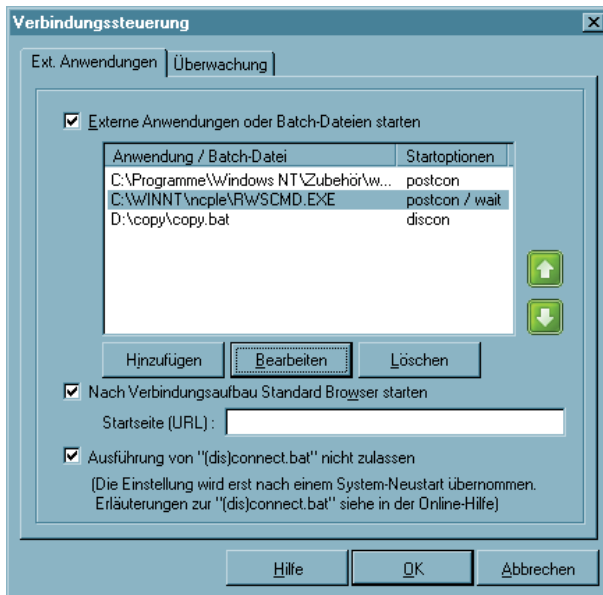 Verbindungssteuerung
Ext. Anwendungen Überwachung
Externe Anwendungen oder Batch-Dateien starten
Anwendung / Batch-Datei Startoptionen
C:\Programme\Windows NT\Zubehör\w... postcon
C:\WINNT\ncple\RWSCMD.EXE postcon / wait
D:\copy\copy.bat discon
Hinzufügen Bearbeiten Löschen
Nach Verbindungsaufbau Standard Browser starten
Startseite (URL) :
Ausführung von "(dis)connect.bat" nicht zulassen
(Die Einstellung wird erst nach einem System-Neustart übernommen.
Erläuterungen zur "(dis)connect.bat" siehe in der Online-Hilfe)
Hilfe OK Abbrechen